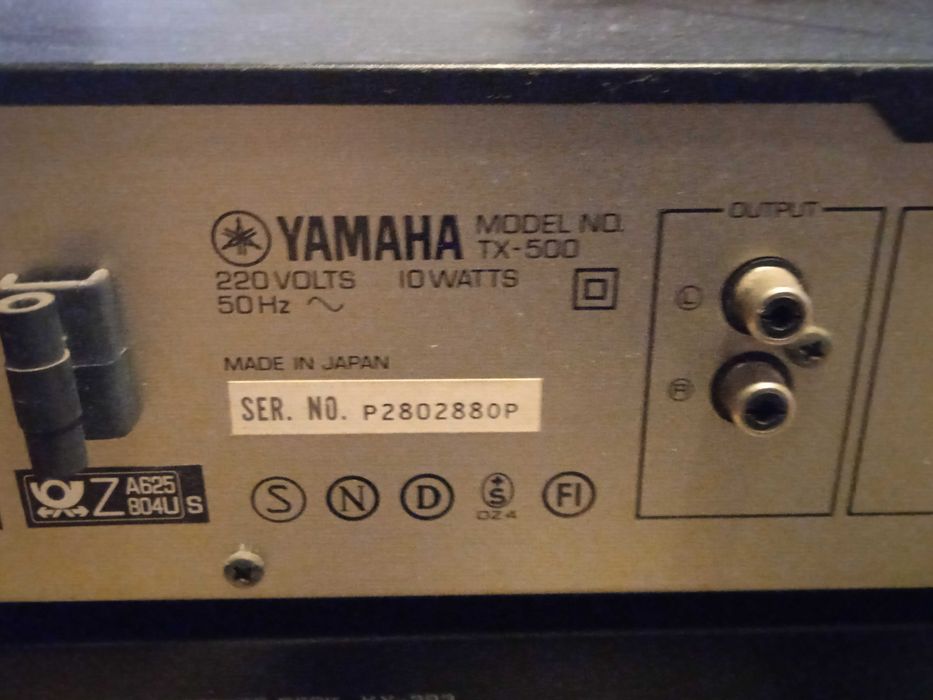 YAMAHA MODEL NO.
TX-500
220 VOLTS 10 WATTS
50 Hz
OUTPUT
L
R
MADE IN JAPAN
SER. NO. P2802880P
Z A625
804U S
S N D S FI
DZ4